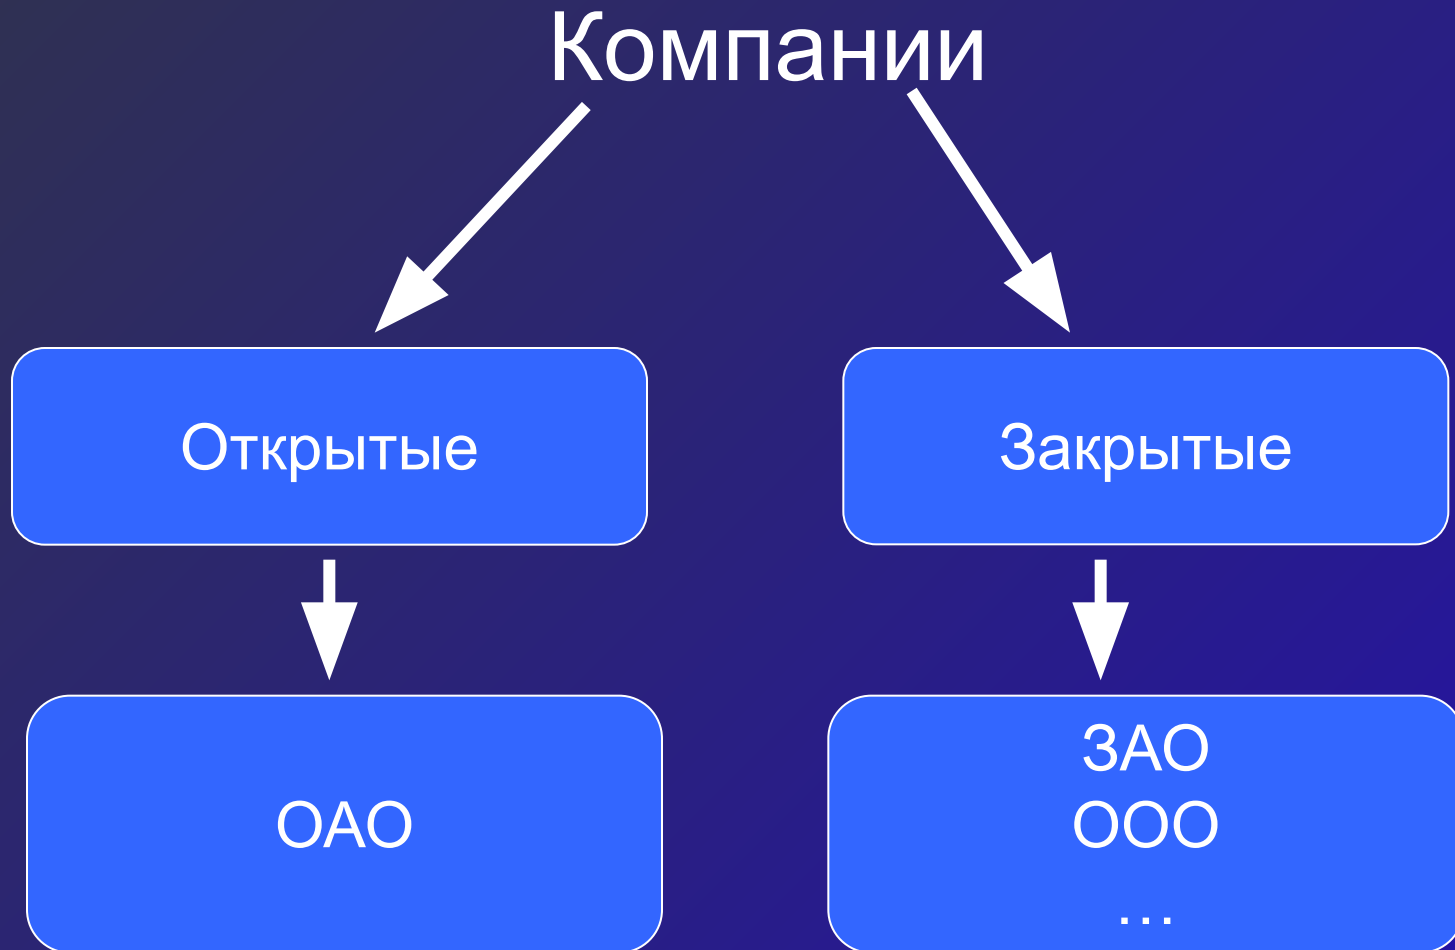 Компании
Открытые
Закрытые
ОАО
ЗАО
ООО
…